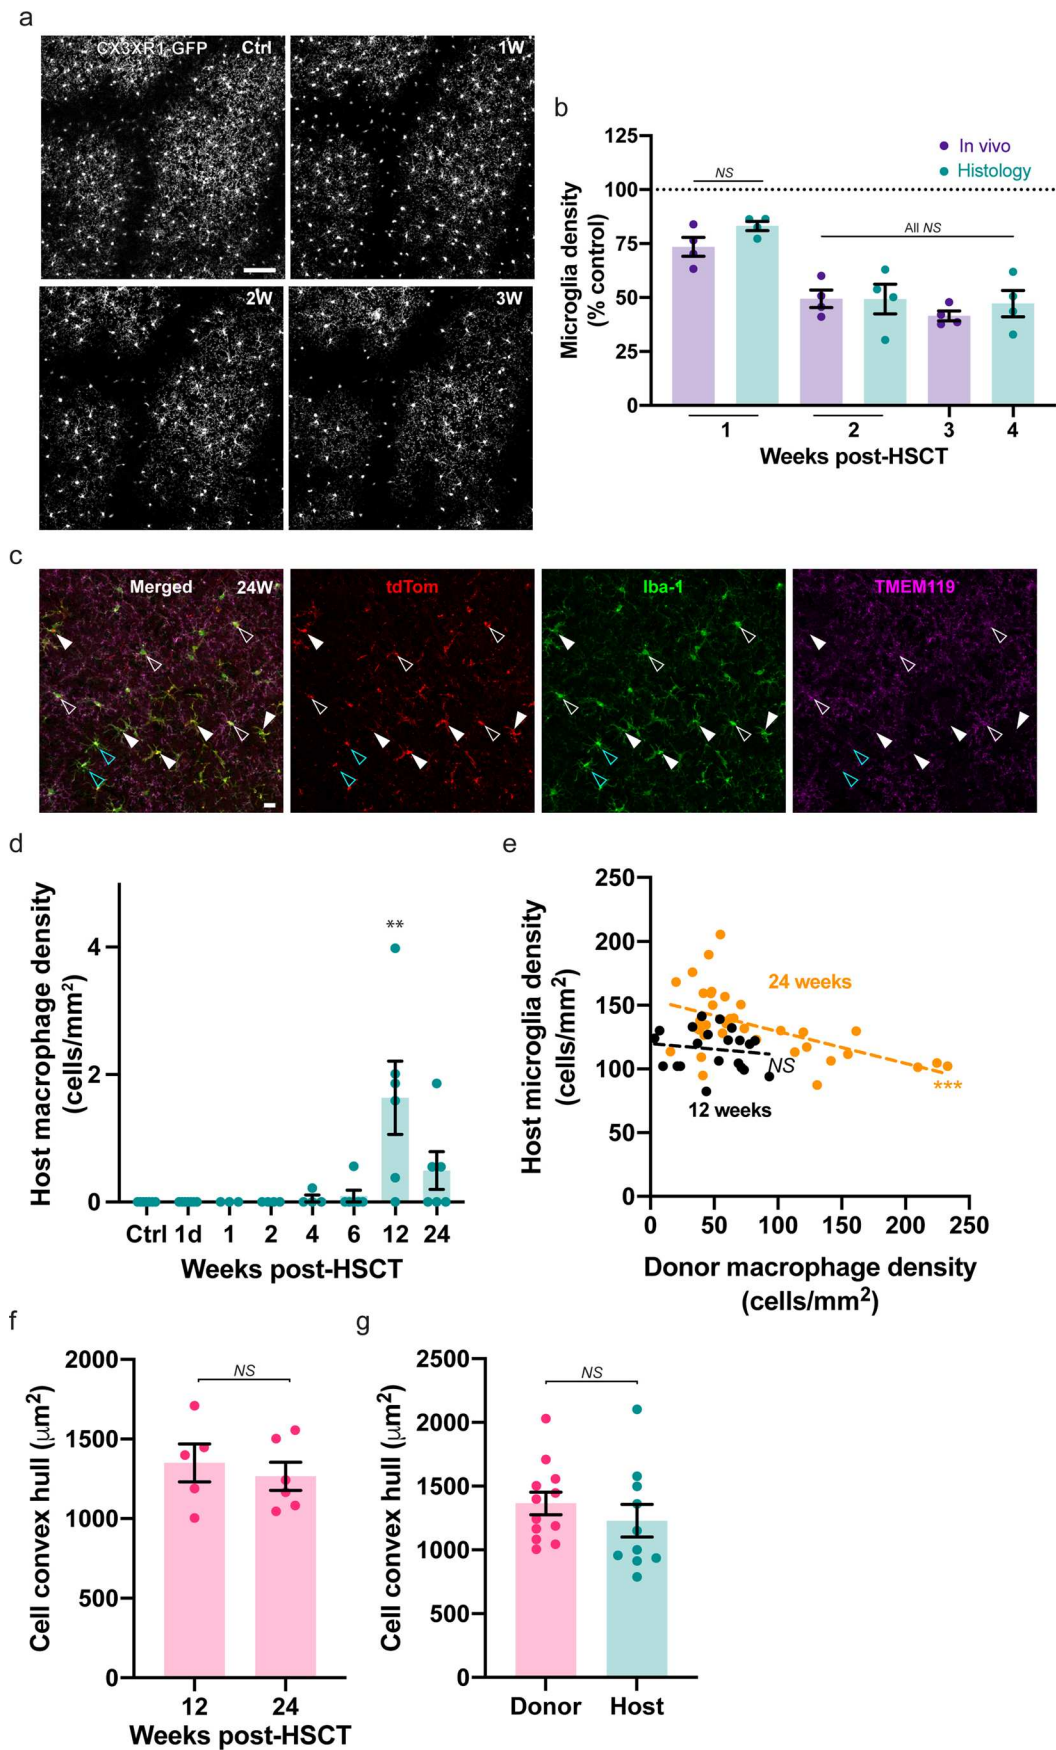 a
CX3XR1-GFP Ctrl
1W
2W
3W
b
Microglia density
(% control)
125
100
75
50
25
0
In vivo
Histology
NS
All NS
1 2 3 4
Weeks post-HSCT
c
Merged 24W
tdTom
Iba-1
TMEM119
d
Host macrophage density
(cells/mm²)
4
2
0
**
Ctrl 1d 1 2 4 6 12 24
Weeks post-HSCT
e
Host microglia density
(cells/mm²)
250
200
150
100
50
0
24 weeks
NS
***
12 weeks
0 50 100 150 200 250
Donor macrophage density
(cells/mm²)
f
Cell convex hull (μm²)
2000
1500
1000
500
0
NS
12 24
Weeks post-HSCT
g
Cell convex hull (μm²)
2500
2000
1500
1000
500
0
NS
Donor Host